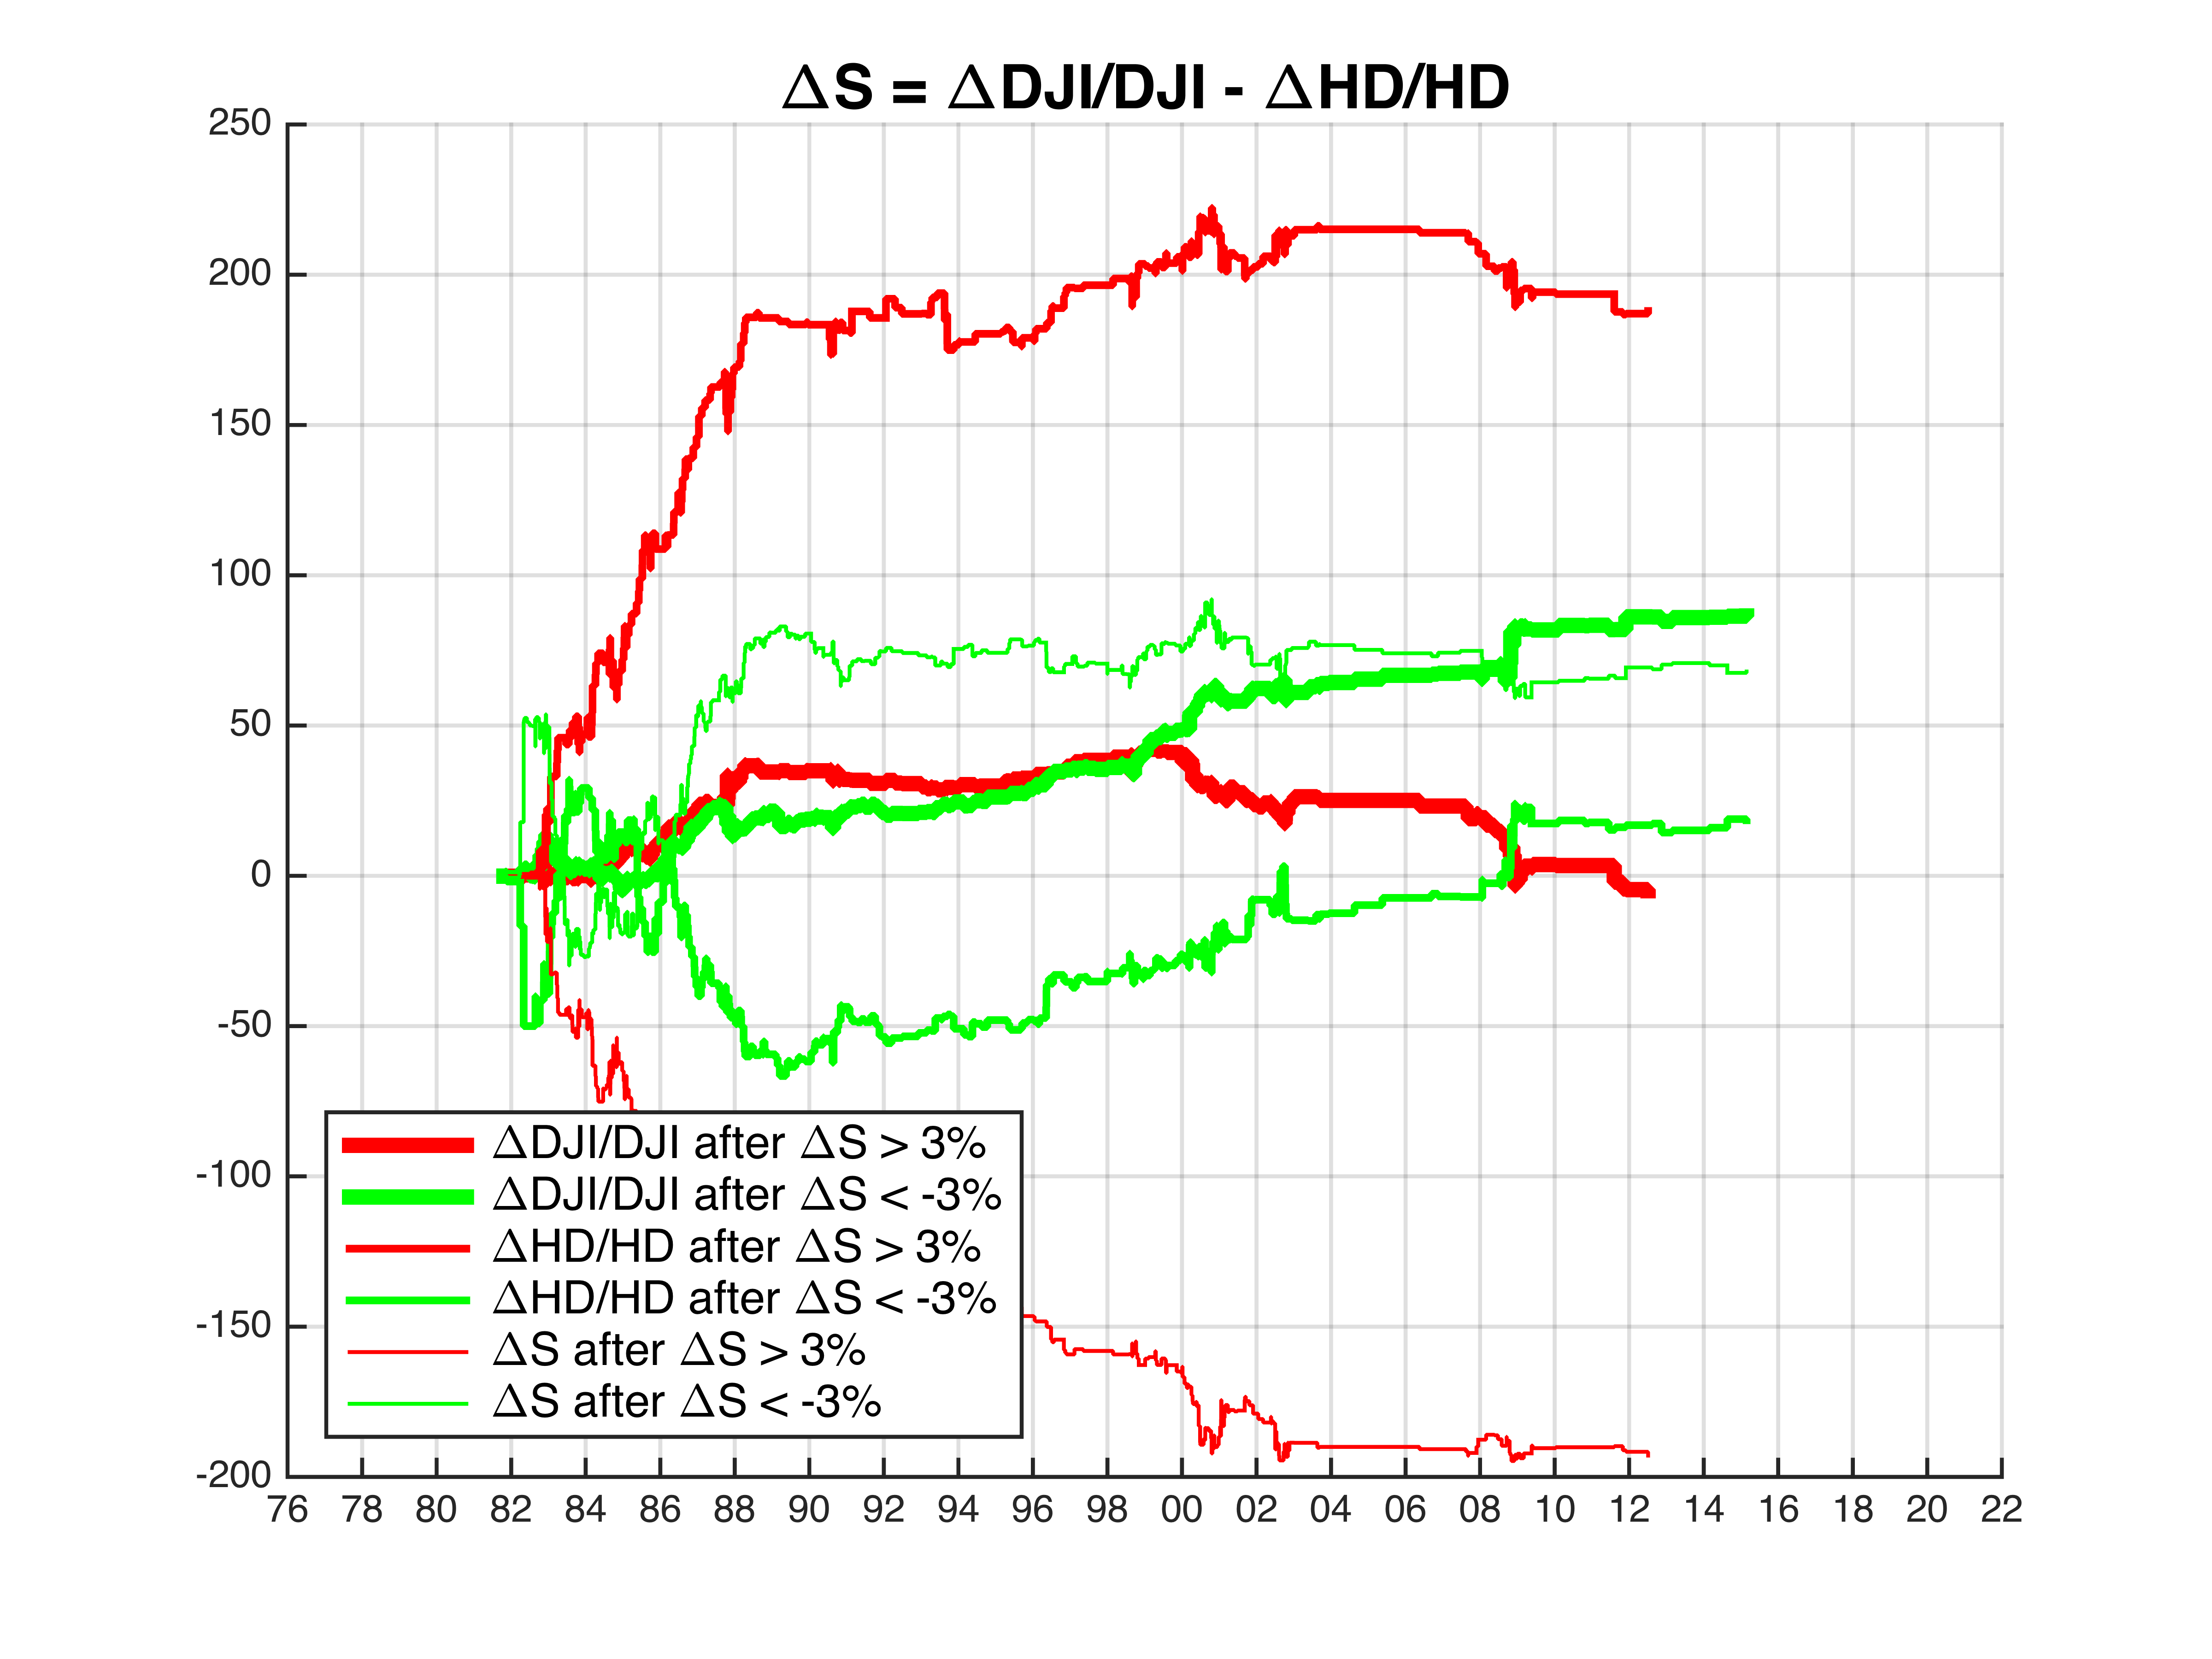 ΔS = ΔDJI/DJI - ΔHD/HD
250
200
150
100
50
0
-50
-100
-150
-200
ΔDJI/DJI after ΔS > 3%
ΔDJI/DJI after ΔS < -3%
ΔHD/HD after ΔS > 3%
ΔHD/HD after ΔS < -3%
ΔS after ΔS > 3%
ΔS after ΔS < -3%
76 78 80 82 84 86 88 90 92 94 96 98 00 02 04 06 08 10 12 14 16 18 20 22